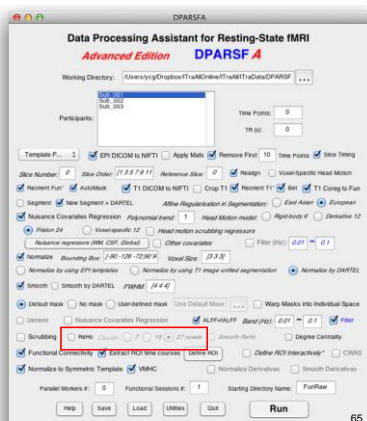 DPARSFA
Data Processing Assistant for Resting-State fMRI
Advanced Edition DPARSF A
Working Directory: /Users/ycg/Dropbox/ITraAllOnline/ITraAll/ITraData/DPARSF ...
Sub_001
Sub_002
Sub_003
Participants:
Time Points: 0
TR (s): 0
Template P... EPI DICOM to NIFTI Apply Mats Remove First 10 Time Points Slice Timing
Slice Number: 0 Slice Order: [1 3 5 7 9 11 Reference Slice: 0 Realign Voxel-Specific Head Motion
Reorient Fun* AutoMask T1 DICOM to NIFTI Crop T1 Reorient T1* Bet T1 Coreg to Fun
Segment New Segment + DARTEL Affine Regularisation in Segmentation: East Asian European
Nuisance Covariates Regression Polynomial trend: 1 Head Motion model: Rigid-body 6 Derivative 12
Friston 24 Voxel-specific 12 Head motion scrubbing regressors
Nuisance regressors (WM, CSF, Global) Other covariates Filter (Hz): 0.01 ~ 0.1
Normalize Bounding Box: [-90 -126 -72;90 9 Voxel Size: [3 3 3]
Normalize by using EPI templates Normalize by using T1 image unified segmentation Normalize by DARTEL
Smooth Smooth by DARTEL FWHM: [4 4 4]
Default mask No mask User-defined mask Use Default Mask ... Warp Masks into Individual Space
Detrend Nuisance Covariates Regression ALFF+fALFF Band (Hz): 0.01 ~ 0.1 Filter
Scrubbing ReHo Cluster 7 19 27 voxels Smooth ReHo Degree Centrality
Functional Connectivity Extract ROI time courses Define ROI Define ROI Interactively* CWAS
Normalize to Symmetric Template VMHC Normalize Derivatives Smooth Derivatives
Parallel Workers #: 0 Functional Sessions #: 1 Starting Directory Name: FunRaw
Help Save Load Utilities Quit Run
65